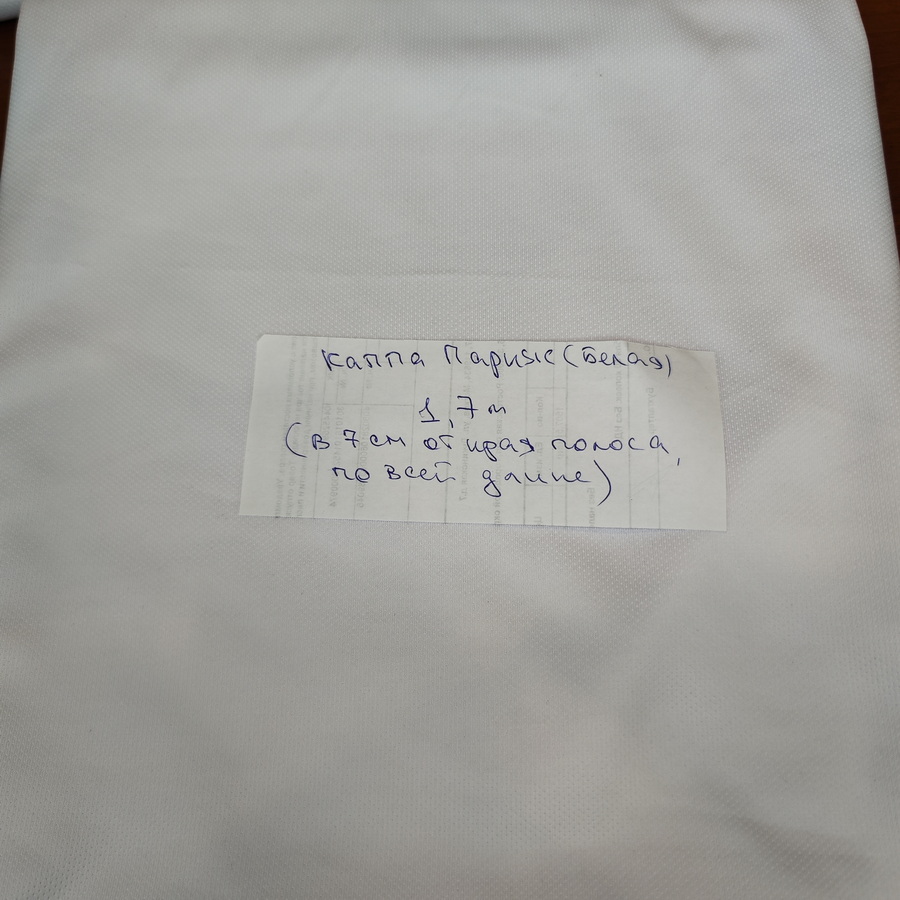 Каппа Париж (Белая)
1,7 м
(в 7 см от края полоса,
по всей длине)